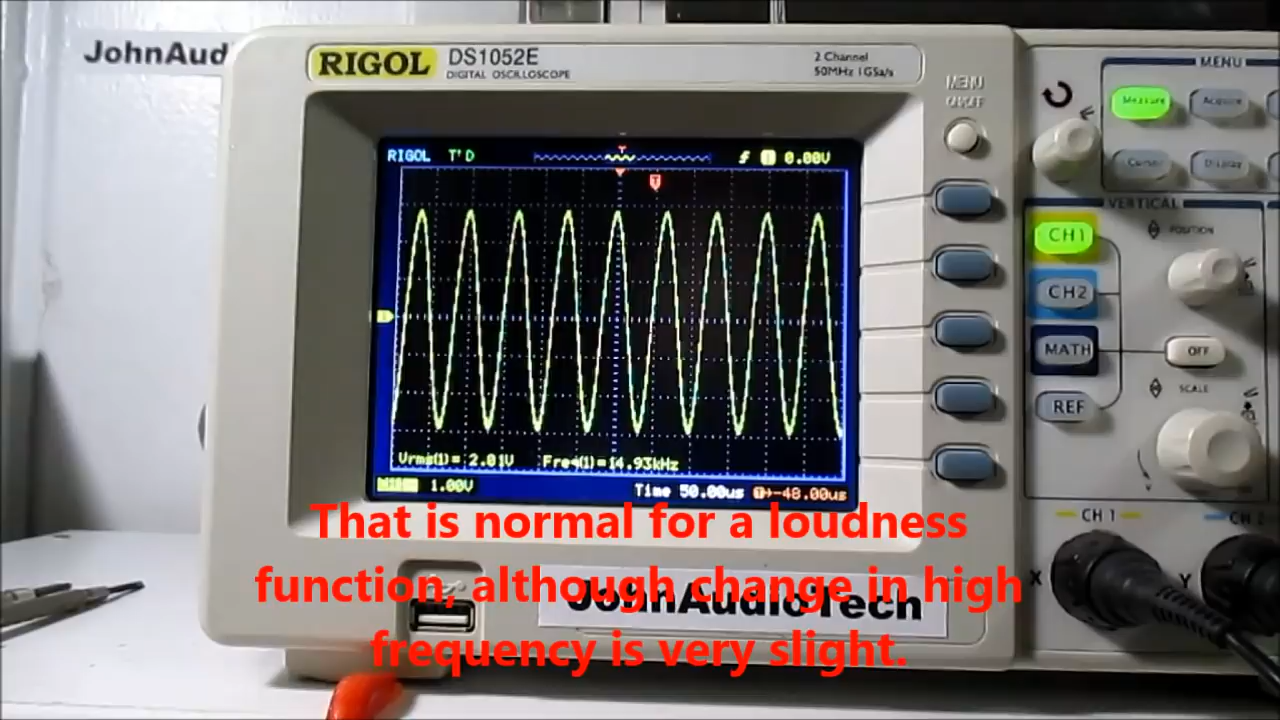 JohnAud
RIGOL DS1052E
DIGITAL OSCILLOSCOPE
2 Channel
50MHz 1GSa/s
MENU
ON/OFF
MENU
Measure Acquire
Cursor Display
RIGOL T'D 0.00V
VERTICAL
CH1
POSITION
CH2
MATH
OFF
SCALE
REF
Vrms(1)= 2.01V Freq(1)=14.93kHz
1.00V Time 50.00us -48.00us
CH 1 CH 2
X Y
JohnAudioTech
That is normal for a loudness
function, although change in high
frequency is very slight.